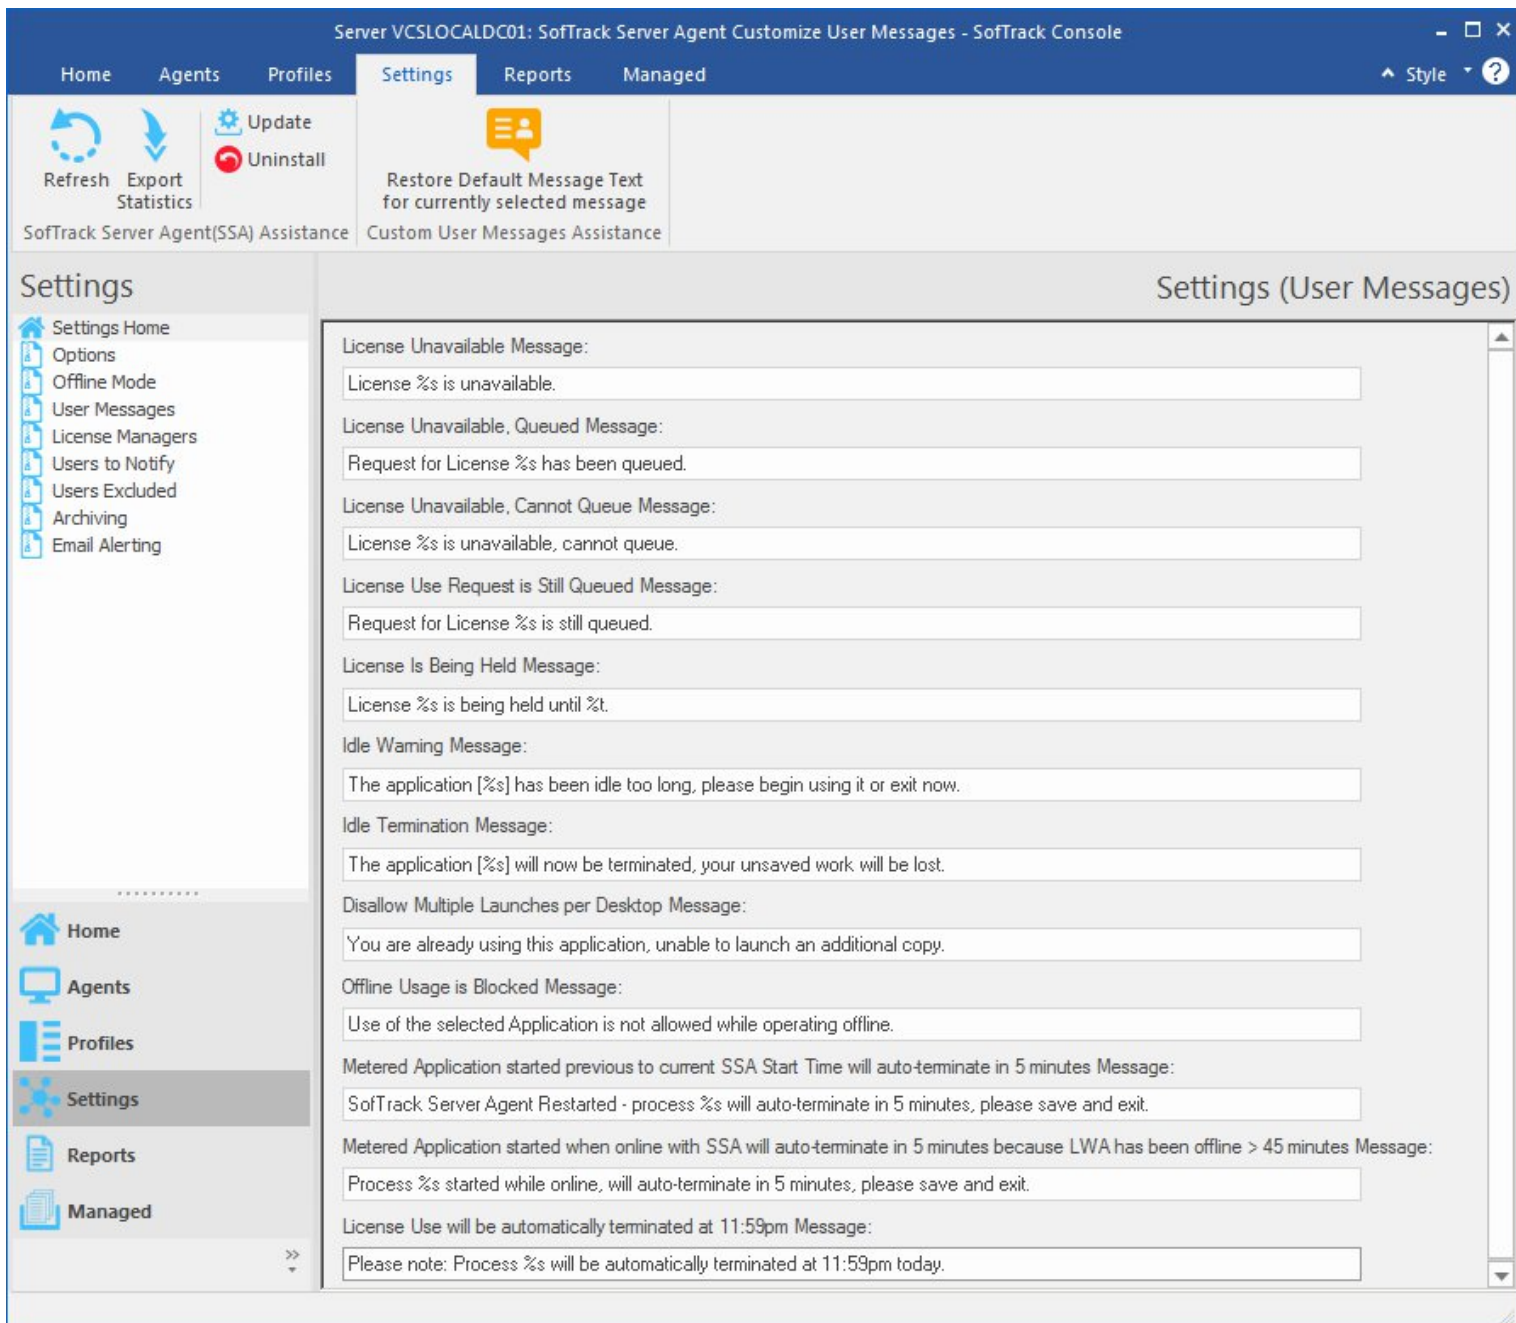 Server VCSLOCALDC01: SofTrack Server Agent Customize User Messages - SofTrack Console
Home Agents Profiles Settings Reports Managed Style ?
Refresh
Export
Statistics
Update
Uninstall
SofTrack Server Agent(SSA) Assistance
Restore Default Message Text
for currently selected message
Custom User Messages Assistance
Settings
Settings Home
Options
Offline Mode
User Messages
License Managers
Users to Notify
Users Excluded
Archiving
Email Alerting
Home
Agents
Profiles
Settings
Reports
Managed
Settings (User Messages)
License Unavailable Message:
License %s is unavailable.
License Unavailable, Queued Message:
Request for License %s has been queued.
License Unavailable, Cannot Queue Message:
License %s is unavailable, cannot queue.
License Use Request is Still Queued Message:
Request for License %s is still queued.
License Is Being Held Message:
License %s is being held until %t.
Idle Warning Message:
The application [%s] has been idle too long, please begin using it or exit now.
Idle Termination Message:
The application [%s] will now be terminated, your unsaved work will be lost.
Disallow Multiple Launches per Desktop Message:
You are already using this application, unable to launch an additional copy.
Offline Usage is Blocked Message:
Use of the selected Application is not allowed while operating offline.
Metered Application started previous to current SSA Start Time will auto-terminate in 5 minutes Message:
SofTrack Server Agent Restarted - process %s will auto-terminate in 5 minutes, please save and exit.
Metered Application started when online with SSA will auto-terminate in 5 minutes because LWA has been offline > 45 minutes Message:
Process %s started while online, will auto-terminate in 5 minutes, please save and exit.
License Use will be automatically terminated at 11:59pm Message:
Please note: Process %s will be automatically terminated at 11:59pm today.